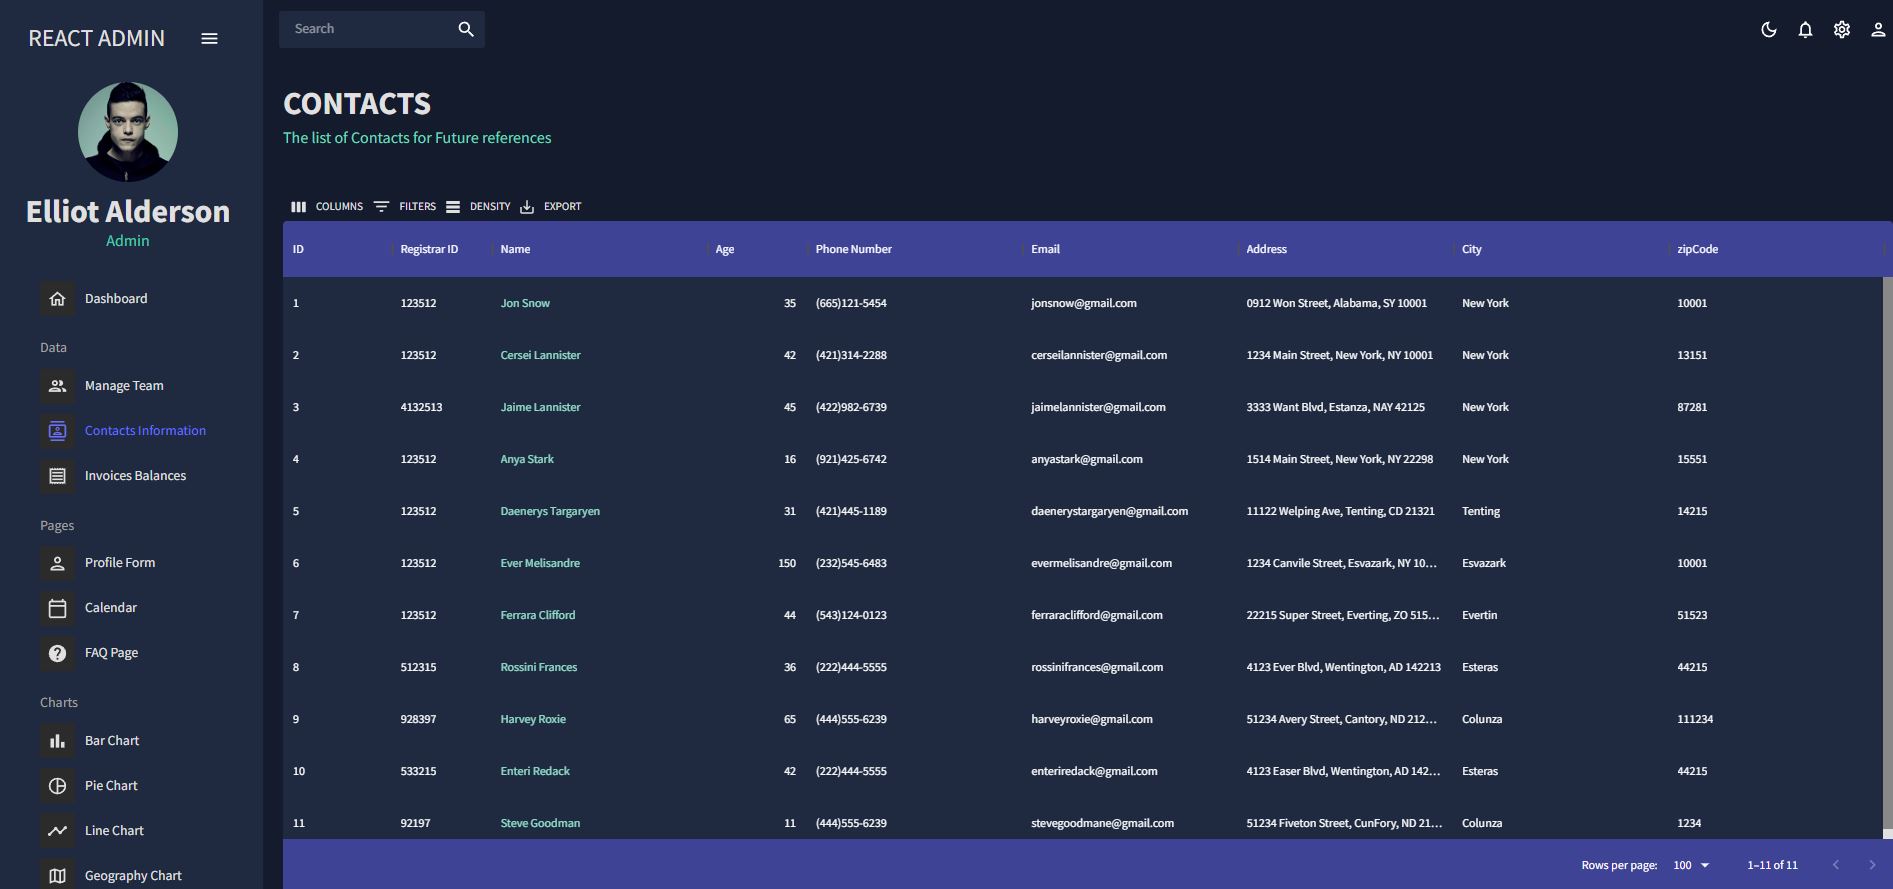 REACT ADMIN
Search
Elliot Alderson
Admin
Dashboard
Data
Manage Team
Contacts Information
Invoices Balances
Pages
Profile Form
Calendar
FAQ Page
Charts
Bar Chart
Pie Chart
Line Chart
Geography Chart
CONTACTS
The list of Contacts for Future references
COLUMNS FILTERS DENSITY EXPORT
ID Registrar ID Name Age Phone Number Email Address City zipCode
1 123512 Jon Snow 35 (665)121-5454 jonsnow@gmail.com 0912 Won Street, Alabama, SY 10001 New York 10001
2 123512 Cersei Lannister 42 (421)314-2288 cerseilannister@gmail.com 1234 Main Street, New York, NY 10001 New York 13151
3 4132513 Jaime Lannister 45 (422)982-6739 jaimelannister@gmail.com 3333 Want Blvd, Estanza, NAY 42125 New York 87281
4 123512 Anya Stark 16 (921)425-6742 anyastark@gmail.com 1514 Main Street, New York, NY 22298 New York 15551
5 123512 Daenerys Targaryen 31 (421)445-1189 daenerystargaryen@gmail.com 11122 Welping Ave, Tenting, CD 21321 Tenting 14215
6 123512 Ever Melisandre 150 (232)545-6483 evermelisandre@gmail.com 1234 Canvile Street, Esvazark, NY 10... Esvazark 10001
7 123512 Ferrara Clifford 44 (543)124-0123 ferraraclifford@gmail.com 22215 Super Street, Everting, ZO 515... Evertin 51523
8 512315 Rossini Frances 36 (222)444-5555 rossinifrances@gmail.com 4123 Ever Blvd, Wentington, AD 142213 Esteras 44215
9 928397 Harvey Roxie 65 (444)555-6239 harveyroxie@gmail.com 51234 Avery Street, Cantory, ND 212... Colunza 111234
10 533215 Enteri Redack 42 (222)444-5555 enteriredack@gmail.com 4123 Easer Blvd, Wentington, AD 142... Esteras 44215
11 92197 Steve Goodman 11 (444)555-6239 stevegoodmane@gmail.com 51234 Fiveton Street, CunFory, ND 21... Colunza 1234
Rows per page: 100 1–11 of 11